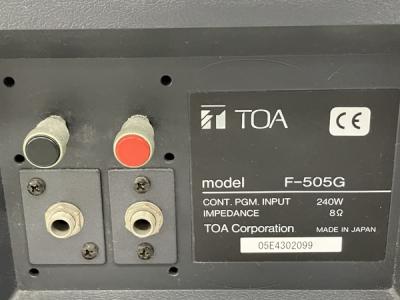 TOA
CE
model F-505G
CONT. PGM. INPUT 240W
IMPEDANCE 8Ω
TOA Corporation MADE IN JAPAN
05E4302099